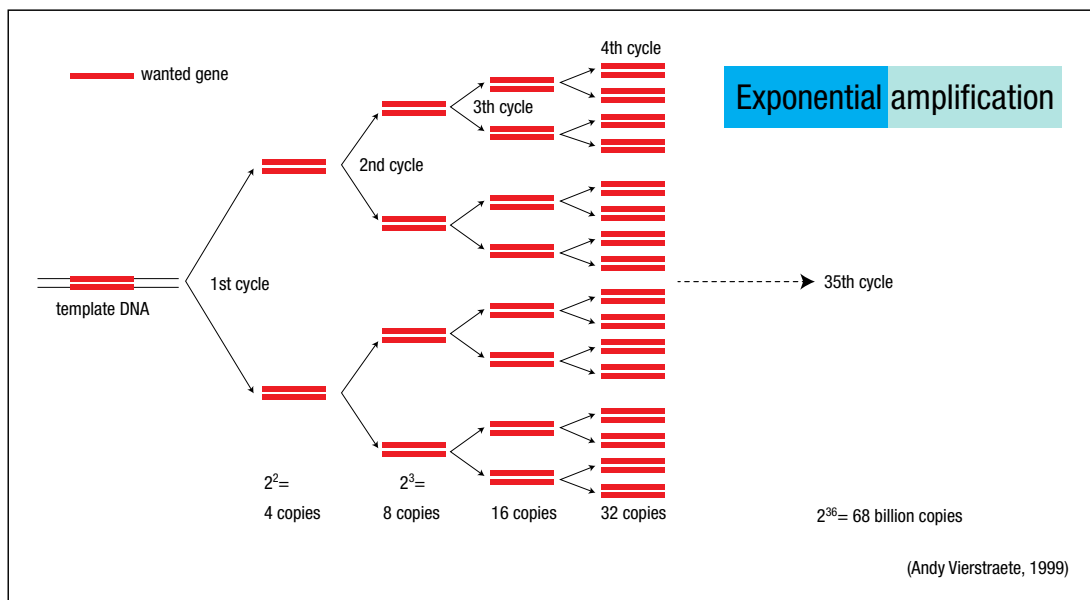 4th cycle
wanted gene
Exponential amplification
3th cycle
2nd cycle
1st cycle
35th cycle
template DNA
2²=
2³=
4 copies
8 copies
16 copies
32 copies
2³⁶= 68 billion copies
(Andy Vierstraete, 1999)